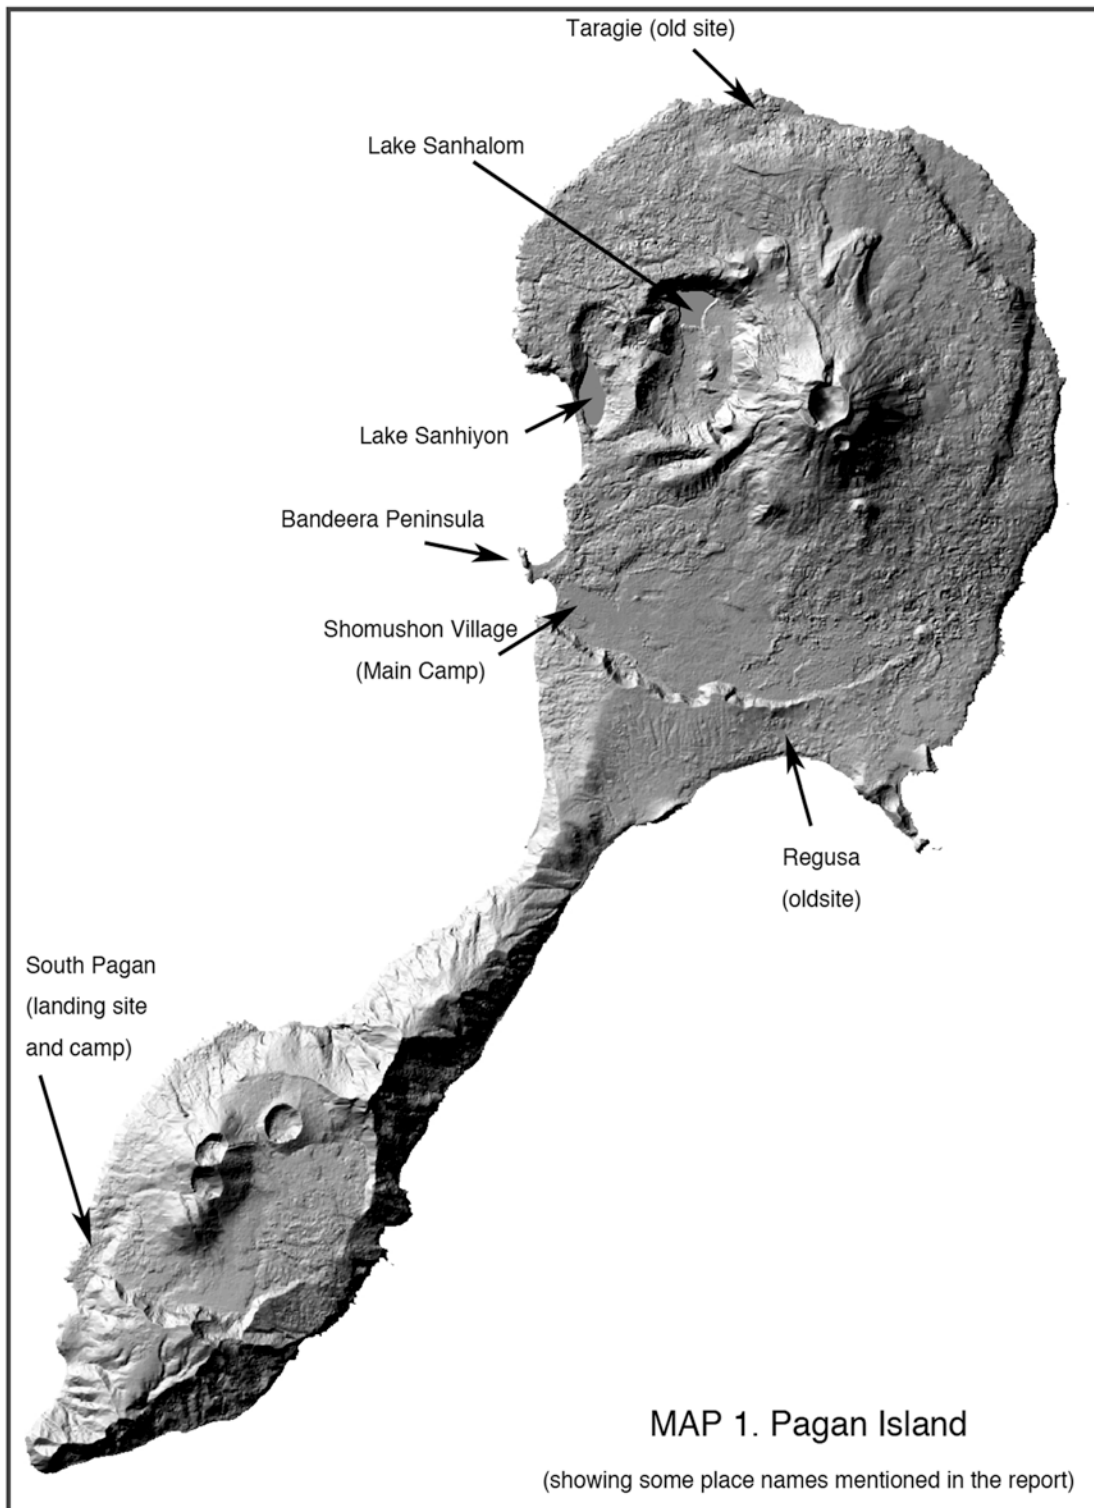 Taragie (old site)
Lake Sanhalom
Lake Sanhiyon
Bandeera Peninsula
Shomushon Village
(Main Camp)
Regusa
(oldsite)
South Pagan
(landing site
and camp)
MAP 1. Pagan Island
(showing some place names mentioned in the report)